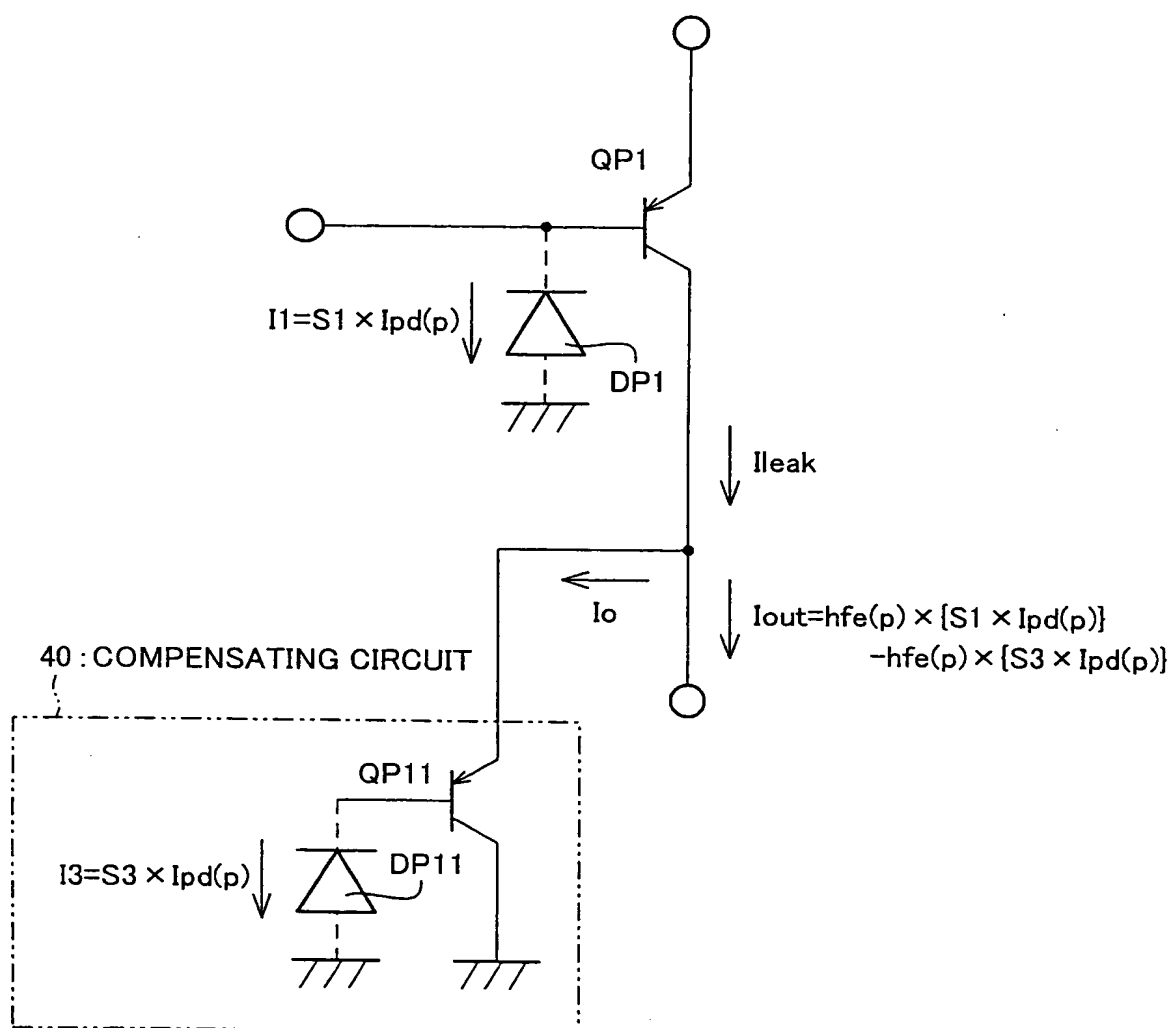 QP1
I1=S1×Ipd(p)
DP1
Ileak
Io
Iout=hfe(p)×{S1×Ipd(p)}
-hfe(p)×{S3×Ipd(p)}
40 : COMPENSATING CIRCUIT
QP11
I3=S3×Ipd(p)
DP11